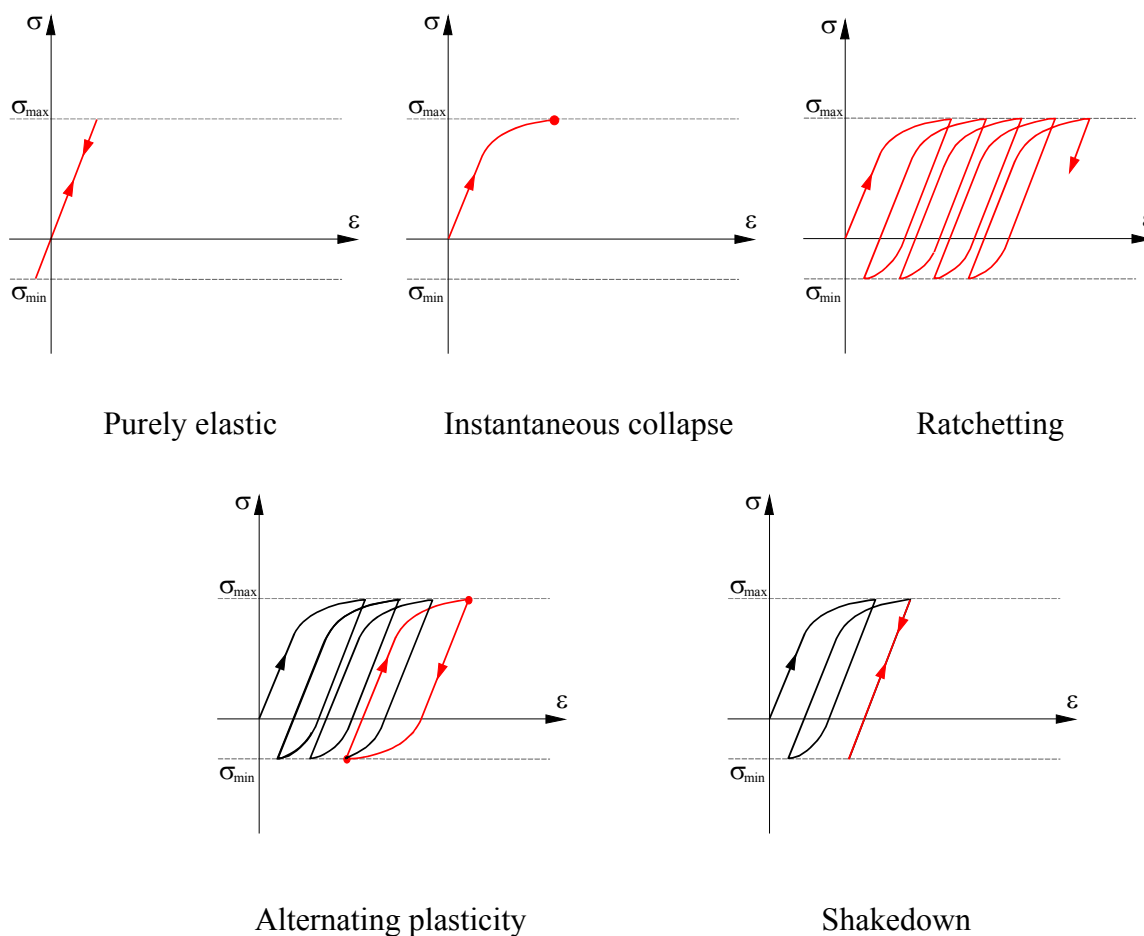 σ
σmax
ε
σmin
Purely elastic
σ
σmax
ε
σmin
Instantaneous collapse
σ
σmax
ε
σmin
Ratchetting
σ
σmax
ε
σmin
Alternating plasticity
σ
σmax
ε
σmin
Shakedown